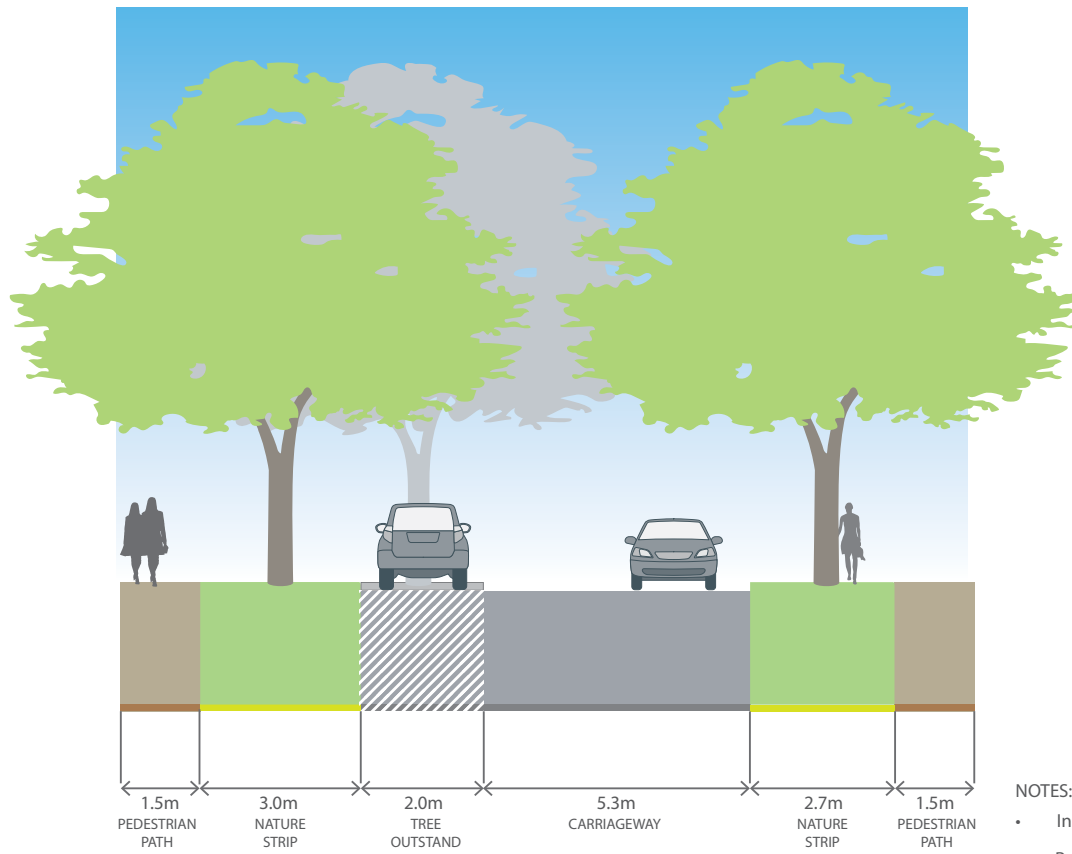 1.5m 3.0m 2.0m 5.3m 2.7m 1.5m
PEDESTRIAN PATH
NATURE STRIP
TREE OUTSTAND
CARRIAGEWAY
NATURE STRIP
PEDESTRIAN PATH
NOTES:
• In